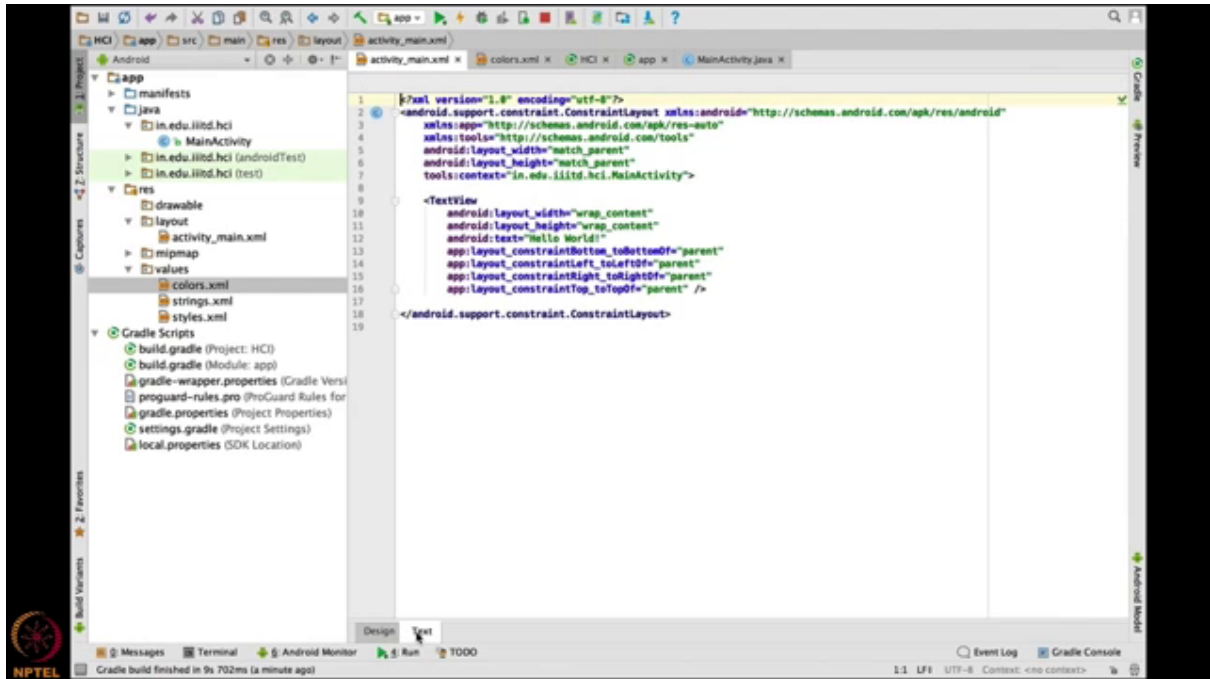 app
HCI app src main res layout activity_main.xml
Android
activity_main.xml colors.xml HCI app MainActivity.java
1: Project
Z: Structure
Captures
2: Favorites
Build Variants
app
manifests
java
in.edu.iiitd.hci
MainActivity
in.edu.iiitd.hci (androidTest)
in.edu.iiitd.hci (test)
res
drawable
layout
activity_main.xml
mipmap
values
colors.xml
strings.xml
styles.xml
Gradle Scripts
build.gradle (Project: HCI)
build.gradle (Module: app)
gradle-wrapper.properties (Gradle Versi
proguard-rules.pro (ProGuard Rules for
gradle.properties (Project Properties)
settings.gradle (Project Settings)
local.properties (SDK Location)
1 <?xml version="1.0" encoding="utf-8"?>
2 <android.support.constraint.ConstraintLayout xmlns:android="http://schemas.android.com/apk/res/android"
3 xmlns:app="http://schemas.android.com/apk/res-auto"
4 xmlns:tools="http://schemas.android.com/tools"
5 android:layout_width="match_parent"
6 android:layout_height="match_parent"
7 tools:context="in.edu.iiitd.hci.MainActivity">
8
9 <TextView
10 android:layout_width="wrap_content"
11 android:layout_height="wrap_content"
12 android:text="Hello World!"
13 app:layout_constraintBottom_toBottomOf="parent"
14 app:layout_constraintLeft_toLeftOf="parent"
15 app:layout_constraintRight_toRightOf="parent"
16 app:layout_constraintTop_toTopOf="parent" />
17
18 </android.support.constraint.ConstraintLayout>
19
Gradle
Preview
Android Model
Design Text
0: Messages Terminal 6: Android Monitor 4: Run TODO Event Log Gradle Console
Gradle build finished in 9s 702ms (a minute ago) 1:1 LF‡ UTF-8 Context: <no context>
NPTEL